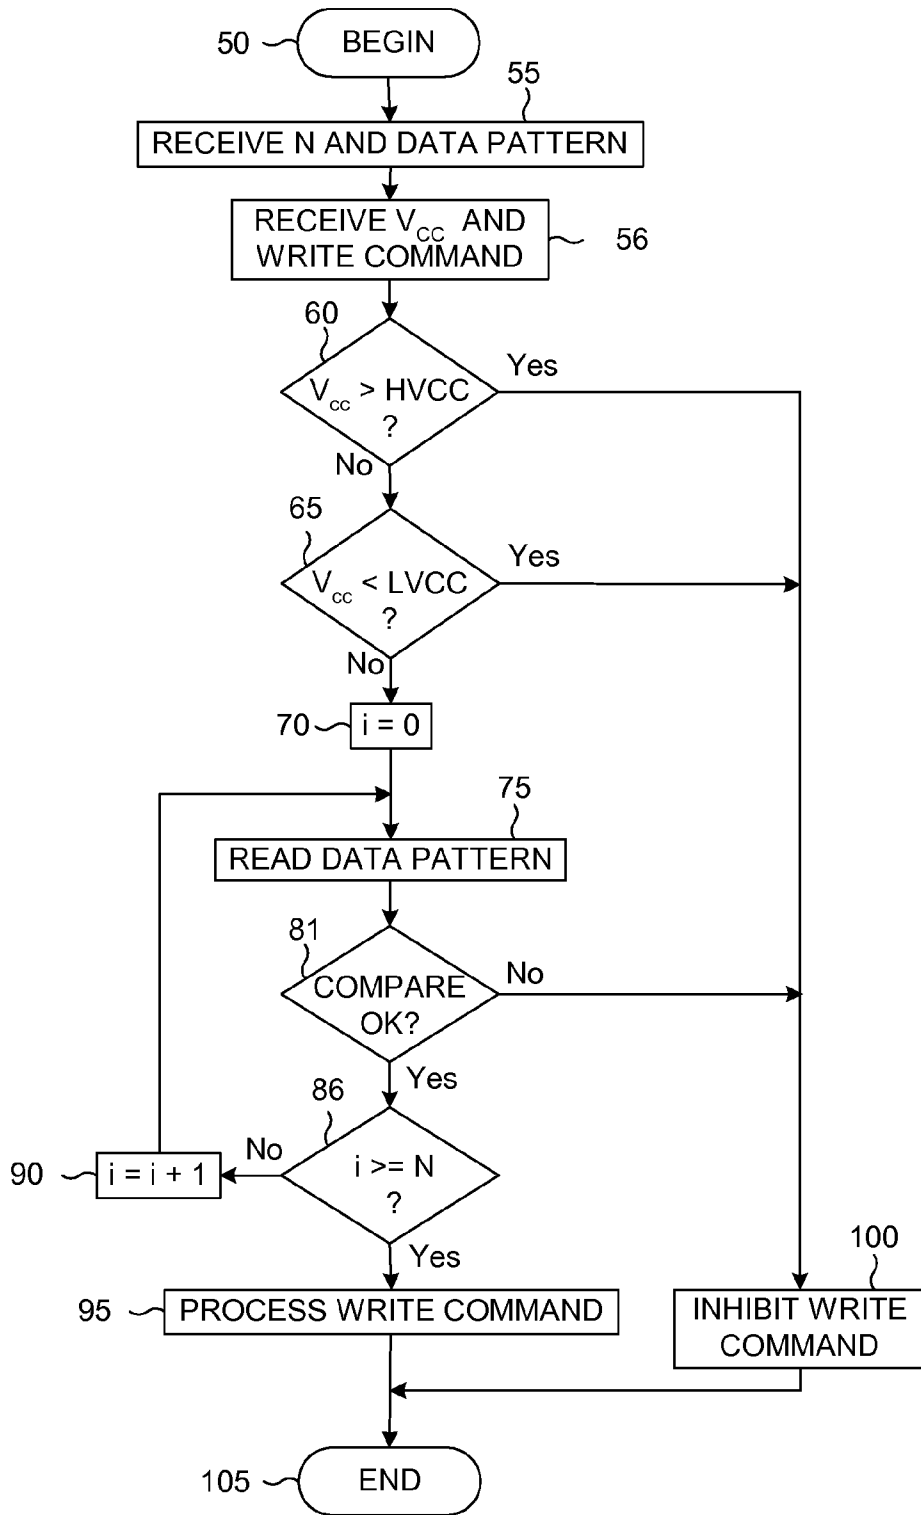 50
BEGIN
55
RECEIVE N AND DATA PATTERN
RECEIVE VCC AND
WRITE COMMAND
56
60
Vcc > HVCC
?
Yes
No
65
Vcc < LVCC
?
Yes
No
70
i = 0
75
READ DATA PATTERN
81
COMPARE
OK?
No
Yes
86
i >= N
?
No
90
i = i + 1
Yes
95
PROCESS WRITE COMMAND
100
INHIBIT WRITE
COMMAND
105
END